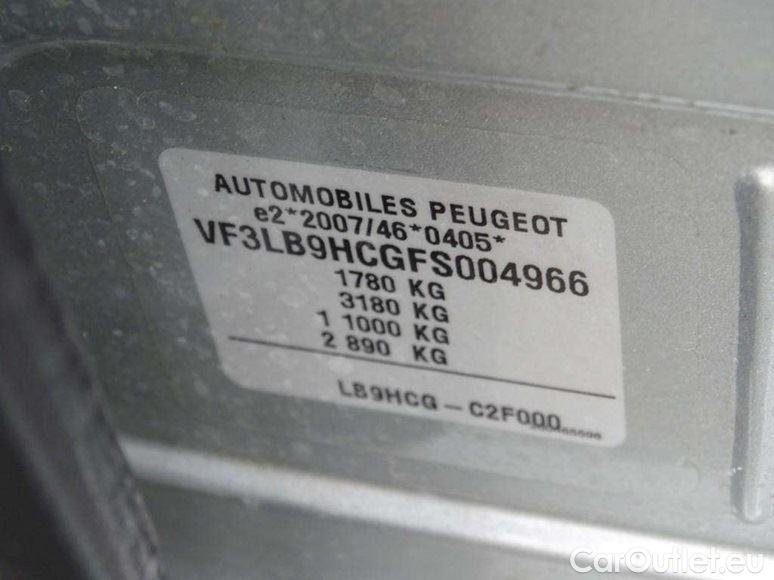 AUTOMOBILES PEUGEOT
e2*2007/46*0405*
VF3LB9HCGFS004966
1780 KG
3180 KG
1 1000 KG
2 890 KG
LB9HCG - C2F000
CarOutlet.eu